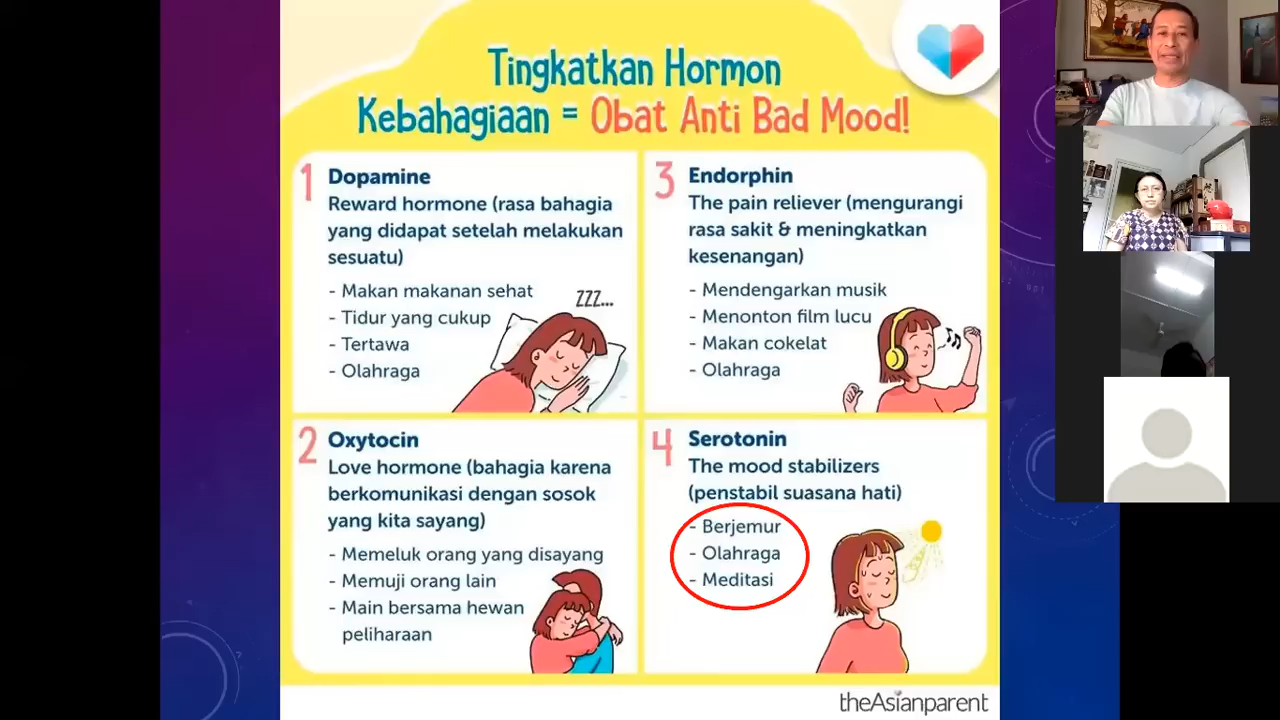 Tingkatkan Hormon
Kebahagiaan = Obat Anti Bad Mood!
1 Dopamine
Reward hormone (rasa bahagia
yang didapat setelah melakukan
sesuatu)
- Makan makanan sehat
- Tidur yang cukup
- Tertawa
- Olahraga
ZZZ...
2 Oxytocin
Love hormone (bahagia karena
berkomunikasi dengan sosok
yang kita sayang)
- Memeluk orang yang disayang
- Memuji orang lain
- Main bersama hewan
peliharaan
3 Endorphin
The pain reliever (mengurangi
rasa sakit & meningkatkan
kesenangan)
- Mendengarkan musik
- Menonton film lucu
- Makan cokelat
- Olahraga
4 Serotonin
The mood stabilizers
(penstabil suasana hati)
- Berjemur
- Olahraga
- Meditasi
theAsianparent